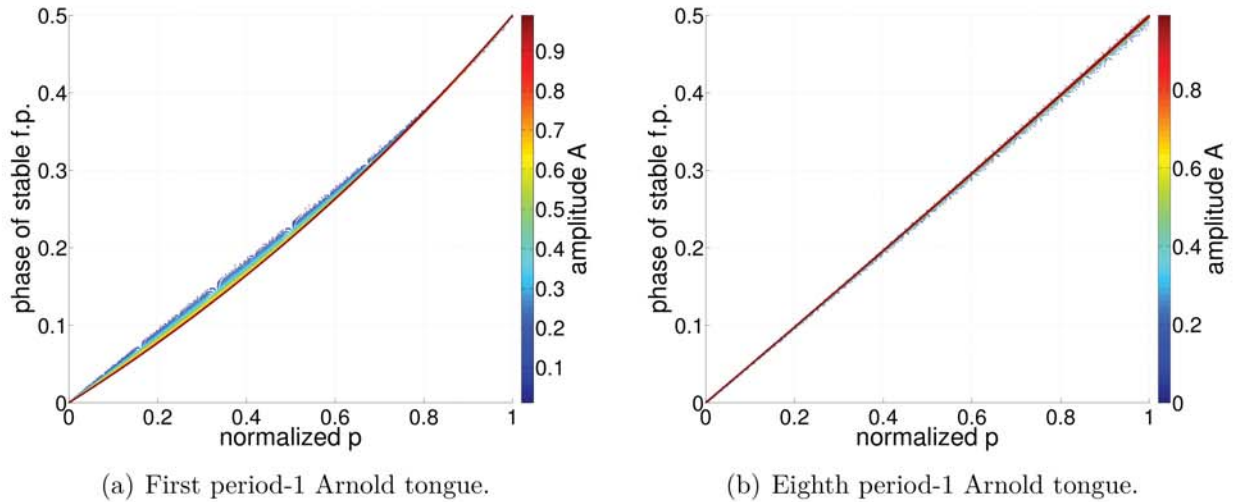 0.5
0.4
0.3
0.2
0.1
0
phase of stable f.p.
0 0.2 0.4 0.6 0.8 1
normalized p
0.9
0.8
0.7
0.6
0.5
0.4
0.3
0.2
0.1
amplitude A
(a) First period-1 Arnold tongue.
0.5
0.4
0.3
0.2
0.1
0
phase of stable f.p.
0 0.2 0.4 0.6 0.8 1
normalized p
0.8
0.6
0.4
0.2
0
amplitude A
(b) Eighth period-1 Arnold tongue.